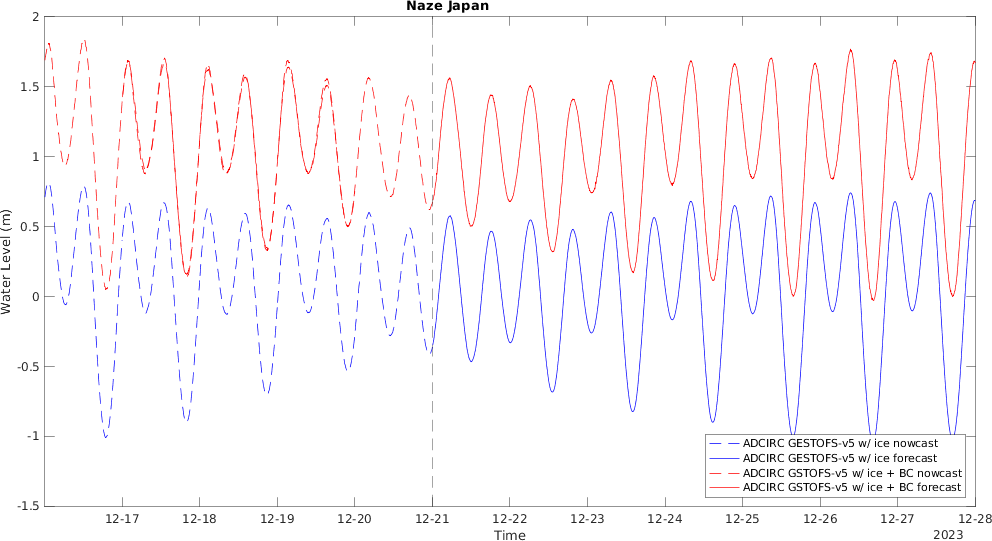 Naze Japan
2
1.5
1
0.5
0
-0.5
-1
-1.5
Water Level (m)
ADCIRC GESTOFS-v5 w/ ice nowcast
ADCIRC GESTOFS-v5 w/ ice forecast
ADCIRC GSTOFS-v5 w/ ice + BC nowcast
ADCIRC GSTOFS-v5 w/ ice + BC forecast
12-17 12-18 12-19 12-20 12-21 12-22 12-23 12-24 12-25 12-26 12-27 12-28
Time
2023